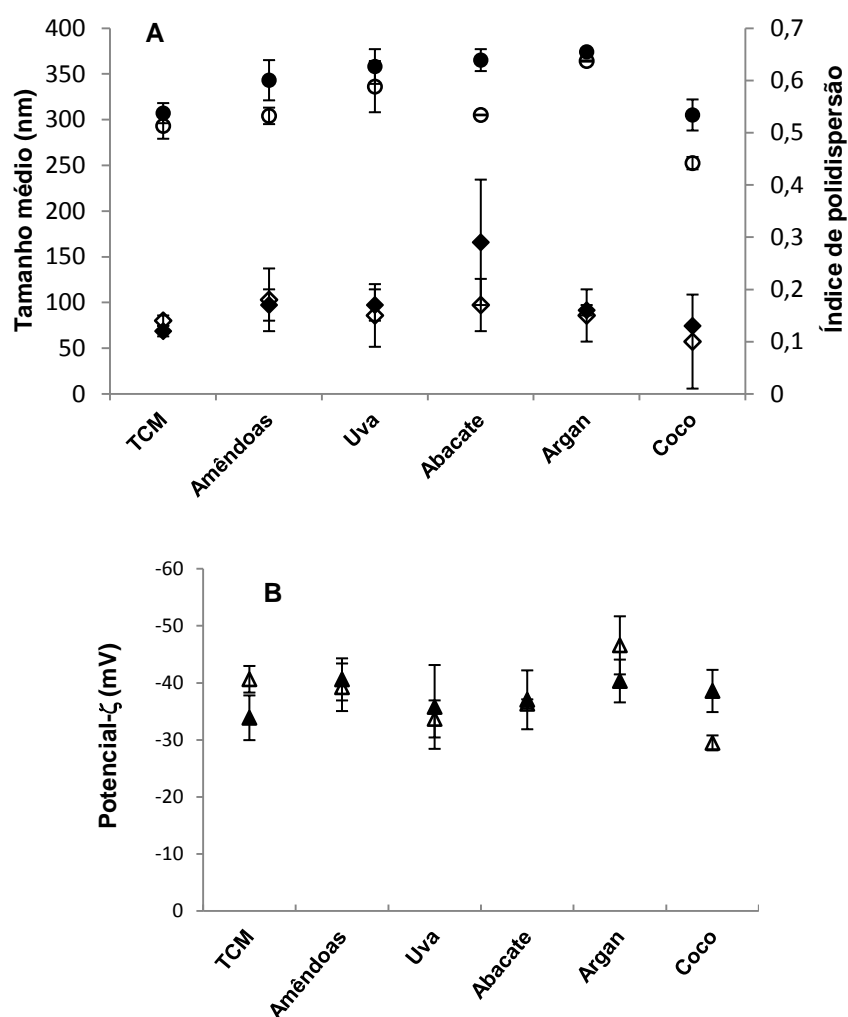 A
Tamanho médio (nm)
400
350
300
250
200
150
100
50
0
0,7
0,6
0,5
0,4
0,3
0,2
0,1
0
Índice de polidispersão
TCM
Amêndoas
Uva
Abacate
Argan
Coco
B
Potencial-ζ (mV)
-60
-50
-40
-30
-20
-10
0
TCM
Amêndoas
Uva
Abacate
Argan
Coco